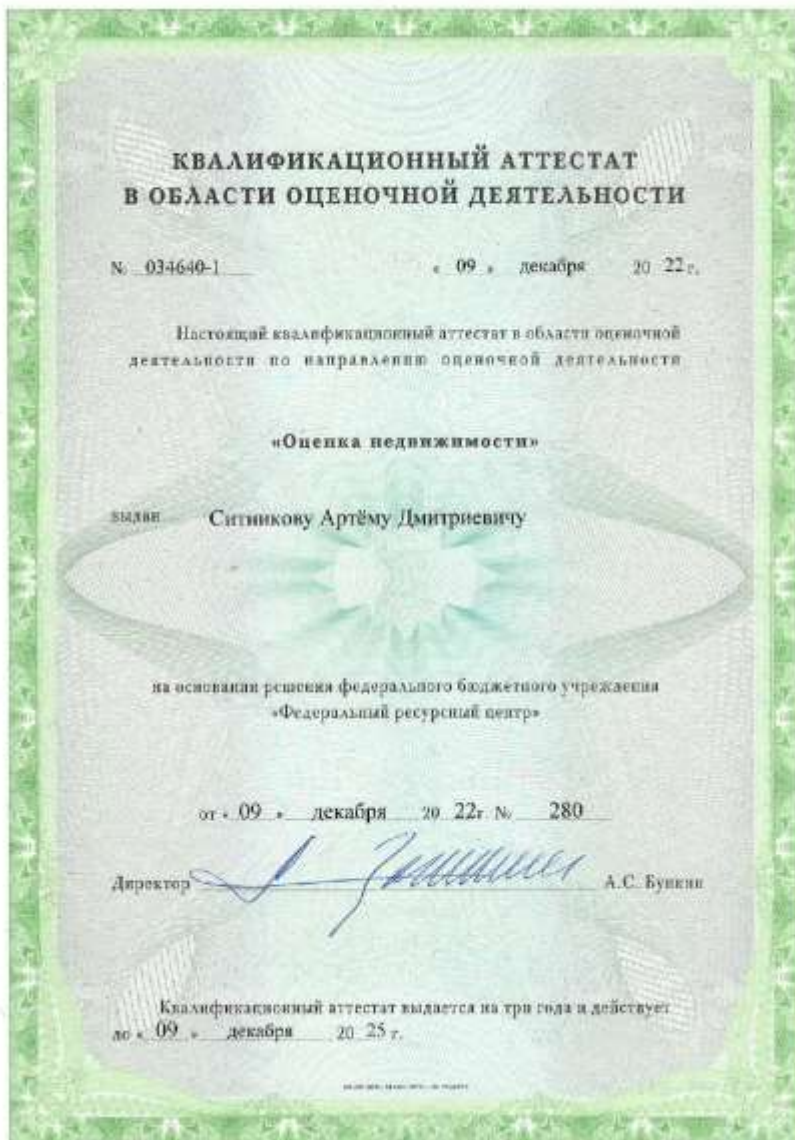 КВАЛИФИКАЦИОННЫЙ АТТЕСТАТ
В ОБЛАСТИ ОЦЕНОЧНОЙ ДЕЯТЕЛЬНОСТИ
№ 034640-1 « 09 » декабря 20 22 г.
Настоящий квалификационный аттестат в области оценочной
деятельности по направлению оценочной деятельности
«Оценка недвижимости»
выдан Ситникову Артёму Дмитриевичу
на основании решения федерального бюджетного учреждения
«Федеральный ресурсный центр»
от « 09 » декабря 20 22г № 280
Директор А.С. Бункин
Квалификационный аттестат выдается на три года и действует
до « 09 » декабря 20 25 г.